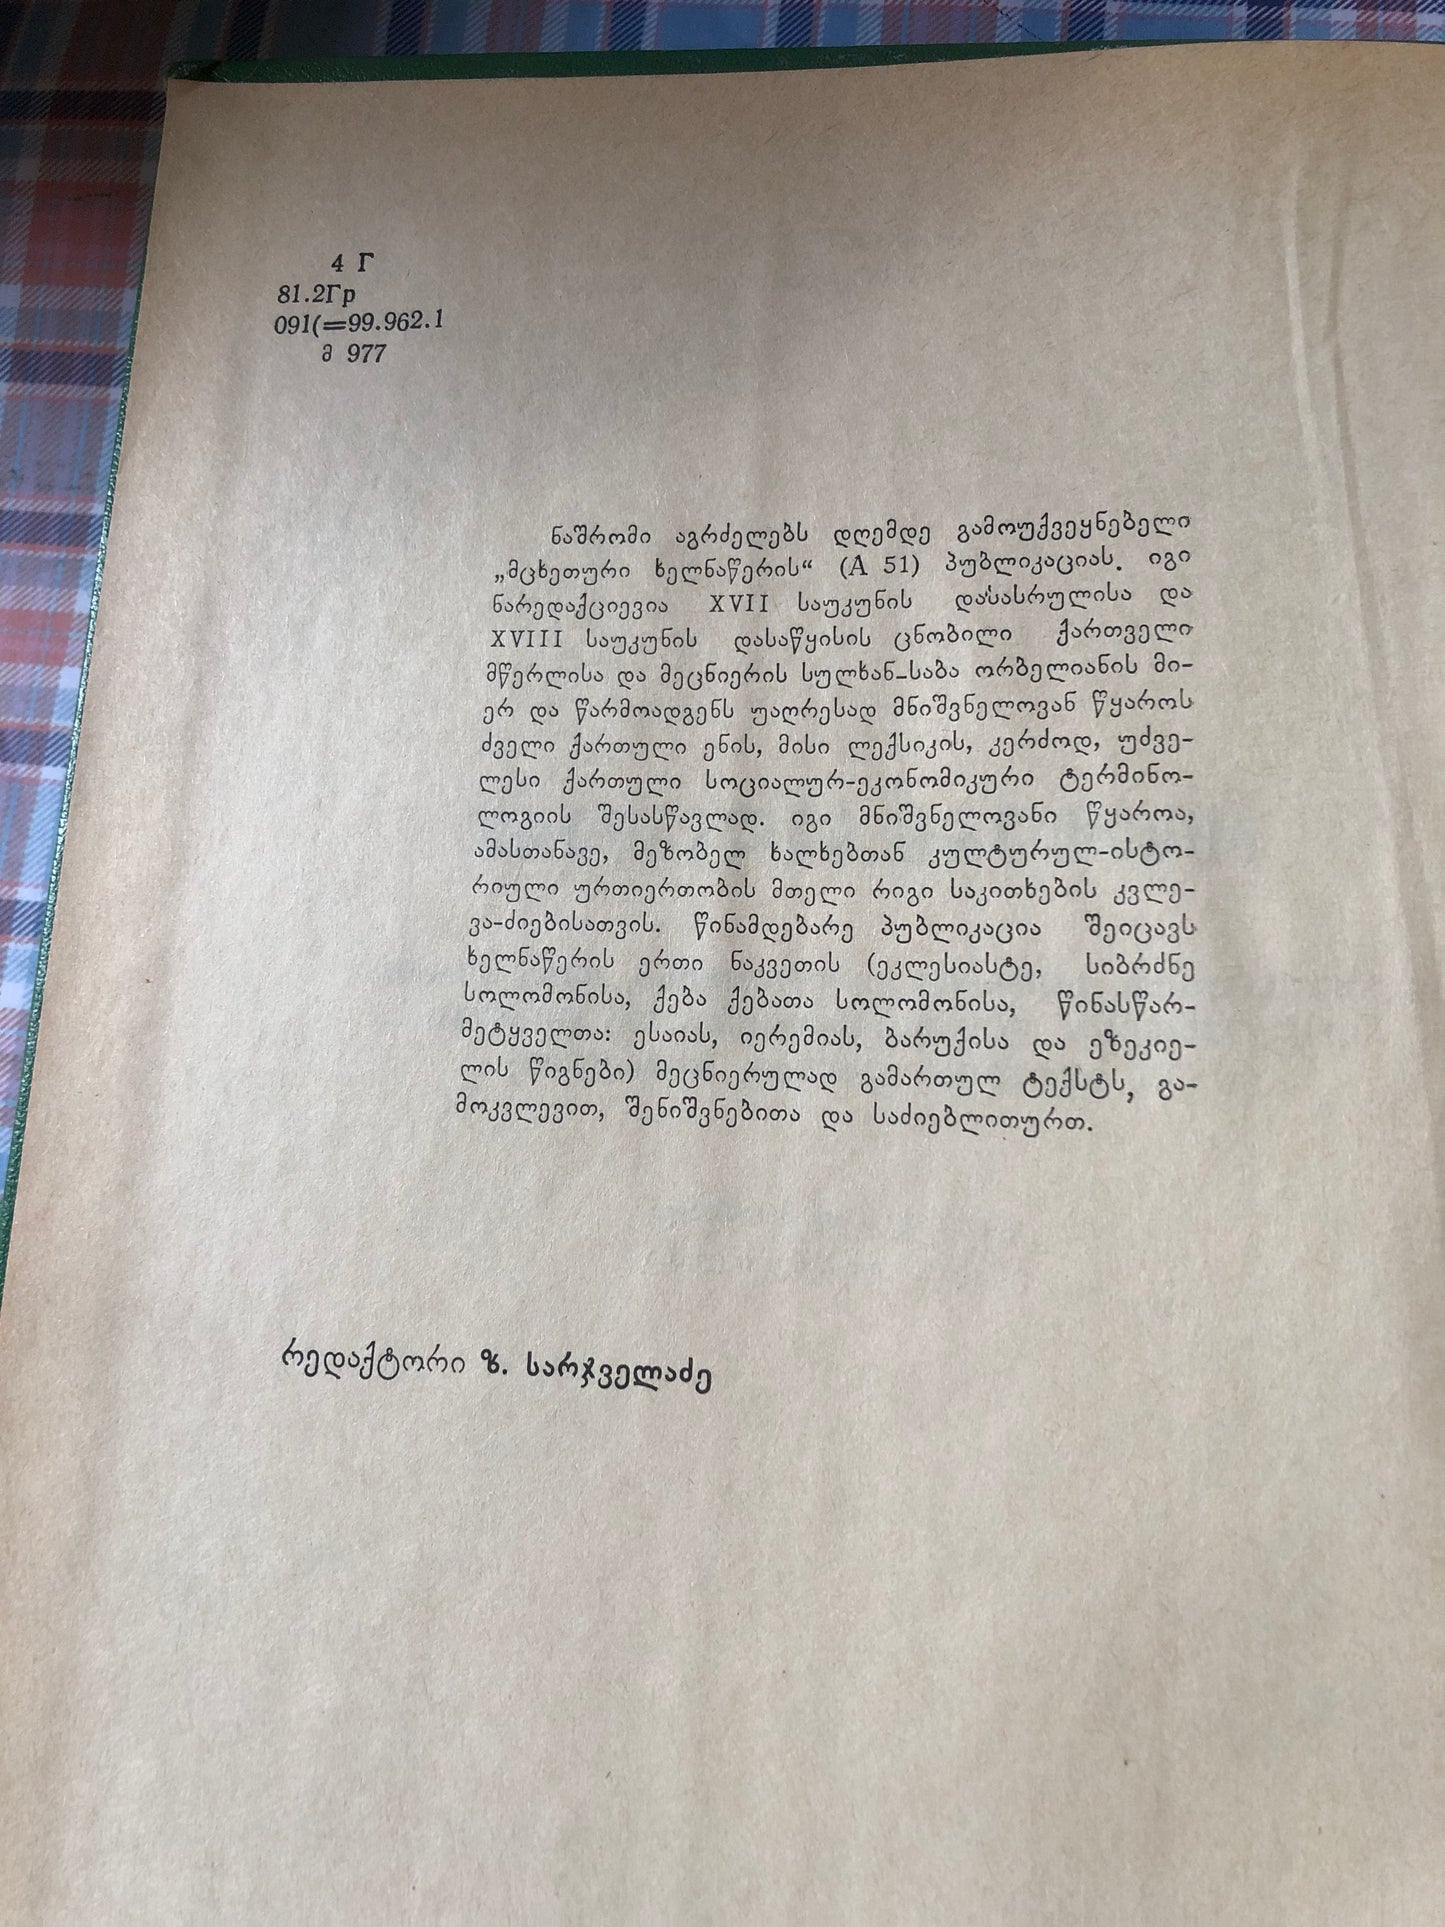 4 Г
81.2Гр
091(=99.962.1
მ 977
ნაშრომი აგრძელებს დღემდე გამოუქვეყნებელი
„მცხეთური ხელნაწერის“ (A 51) პუბლიკაციას. იგი
ნარედაქციევია XVII საუკუნის დასასრულისა და
XVIII საუკუნის დასაწყისის ცნობილი ქართველი
მწერლისა და მეცნიერის სულხან-საბა ორბელიანის მი-
ერ და წარმოადგენს უაღრესად მნიშვნელოვან წყაროს
ძველი ქართული ენის, მისი ლექსიკის, კერძოდ, უძვე-
ლესი ქართული სოციალურ-ეკონომიკური ტერმინო-
ლოგიის შესასწავლად. იგი მნიშვნელოვანი წყაროა,
ამასთანავე, მეზობელ ხალხებთან კულტურულ-ისტო-
რიული ურთიერთობის მთელი რიგი საკითხების კვლე-
ვა-ძიებისათვის. წინამდებარე პუბლიკაცია შეიცავს
ხელნაწერის ერთი ნაკვეთის (ეკლესიასტე, სიბრძნე
სოლომონისა, ქება ქებათა სოლომონისა, წინასწარ-
მეტყველთა: ესაიას, იერემიას, ბარუქისა და ეზეკიე-
ლის წიგნები) მეცნიერულად გამართულ ტექსტს, გა-
მოკვლევით, შენიშვნებითა და საძიებლითურთ.
რედაქტორი ზ. სარჯველაძე